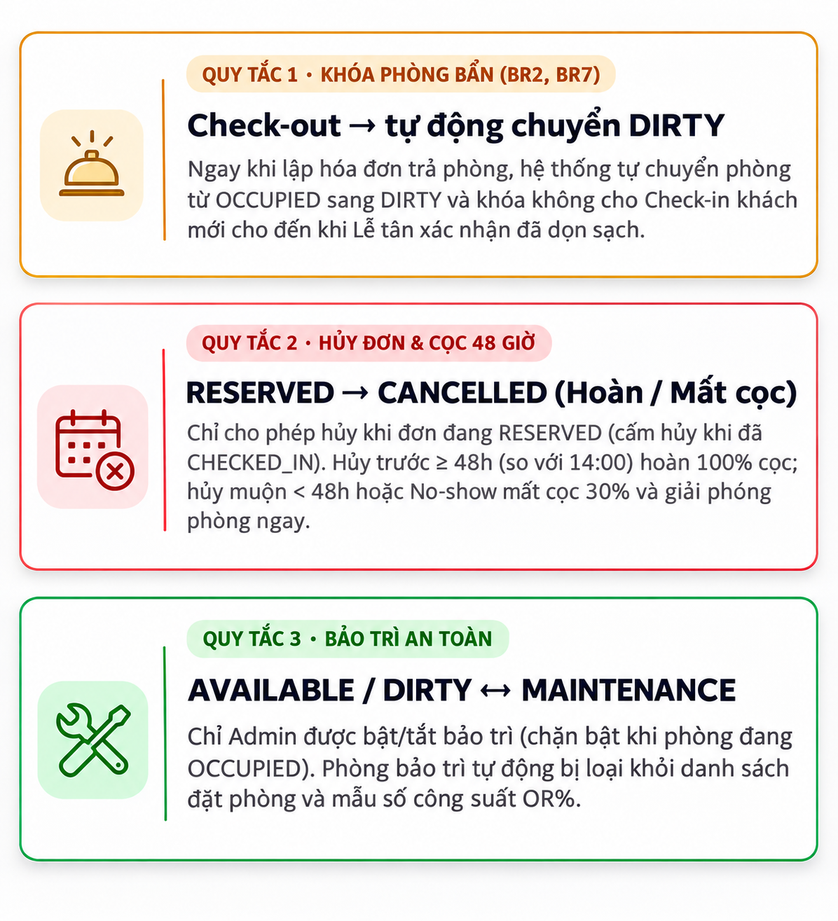 QUY TẮC 1 • KHÓA PHÒNG BẨN (BR2, BR7)
Check-out → tự động chuyển DIRTY
Ngay khi lập hóa đơn trả phòng, hệ thống tự chuyển phòng
từ OCCUPIED sang DIRTY và khóa không cho Check-in khách
mới cho đến khi Lễ tân xác nhận đã dọn sạch.
QUY TẮC 2 • HỦY ĐƠN & CỌC 48 GIỜ
RESERVED → CANCELLED (Hoàn / Mất cọc)
Chỉ cho phép hủy khi đơn đang RESERVED (cấm hủy khi đã
CHECKED_IN). Hủy trước ≥ 48h (so với 14:00) hoàn 100% cọc;
hủy muộn < 48h hoặc No-show mất cọc 30% và giải phóng
phòng ngay.
QUY TẮC 3 • BẢO TRÌ AN TOÀN
AVAILABLE / DIRTY ↔ MAINTENANCE
Chỉ Admin được bật/tắt bảo trì (chặn bật khi phòng đang
OCCUPIED). Phòng bảo trì tự động bị loại khỏi danh sách
đặt phòng và mẫu số công suất OR%.